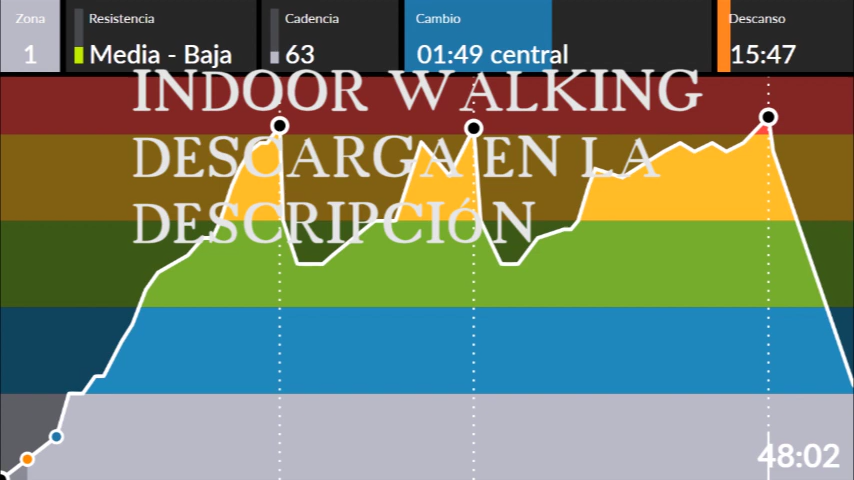 Zona
Resistencia
Cadencia
Cambio
Descanso
1
Media - Baja
63
01:49 central
15:47
INDOOR WALKING
DESCARGA EN LA
DESCRIPCIÓN
48:02